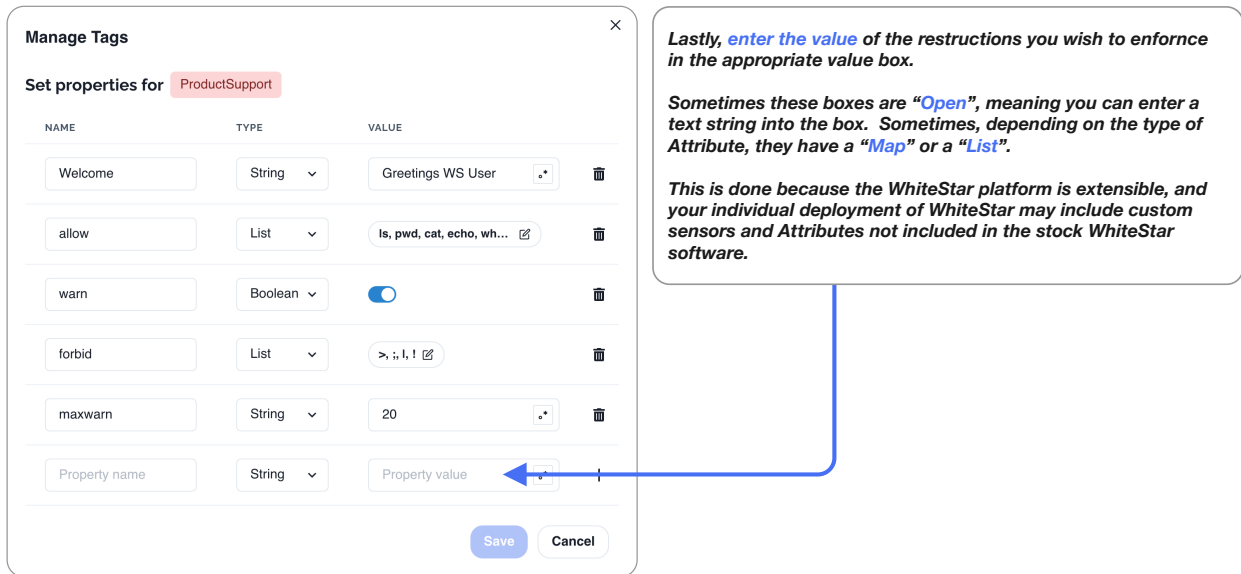 Manage Tags
Set properties for ProductSupport
NAME TYPE VALUE
Welcome String Greetings WS User .*
allow List ls, pwd, cat, echo, wh...
warn Boolean
forbid List >, ;, |, !
maxwarn String 20 .*
Property name String Property value .*
Save Cancel
Lastly, enter the value of the restructions you wish to enfornce
in the appropriate value box.
Sometimes these boxes are “Open”, meaning you can enter a
text string into the box. Sometimes, depending on the type of
Attribute, they have a “Map” or a “List”.
This is done because the WhiteStar platform is extensible, and
your individual deployment of WhiteStar may include custom
sensors and Attributes not included in the stock WhiteStar
software.